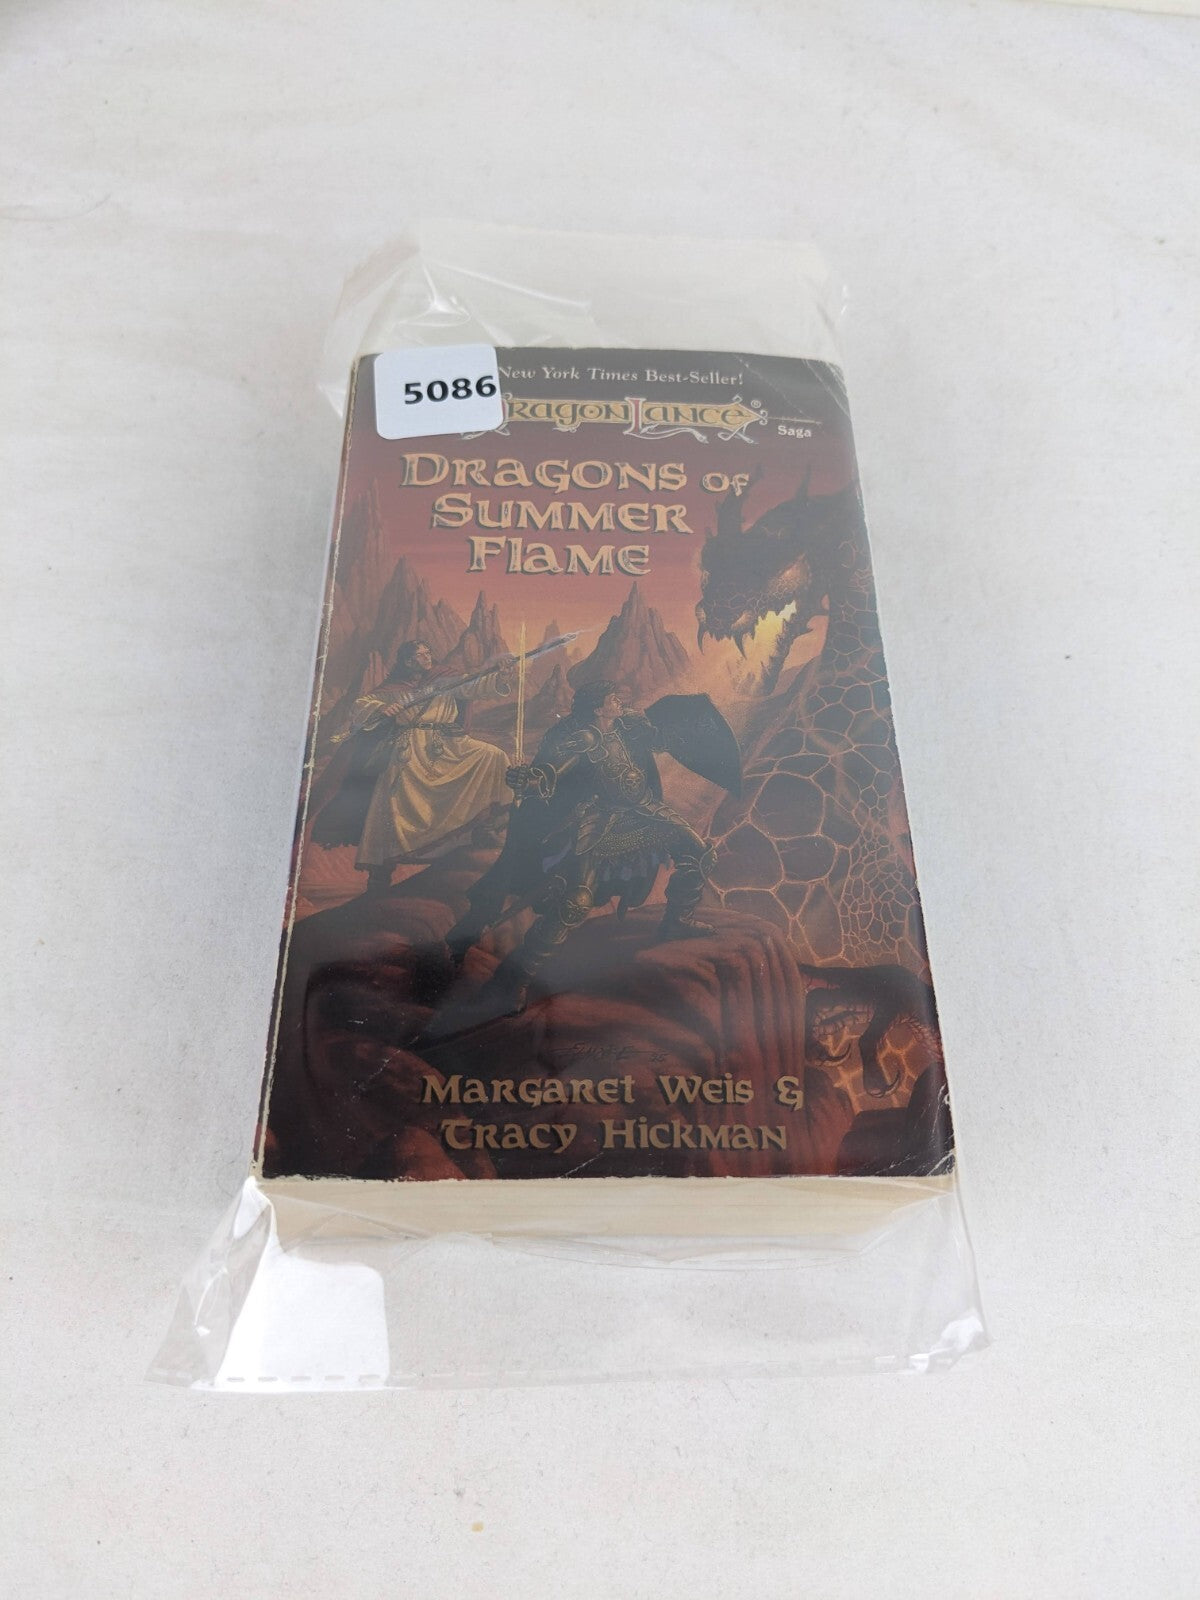 5086
New York Times Best-Seller!
DragonLance®
Saga
Dragons of
Summer
Flame
Margaret Weis &
Tracy Hickman